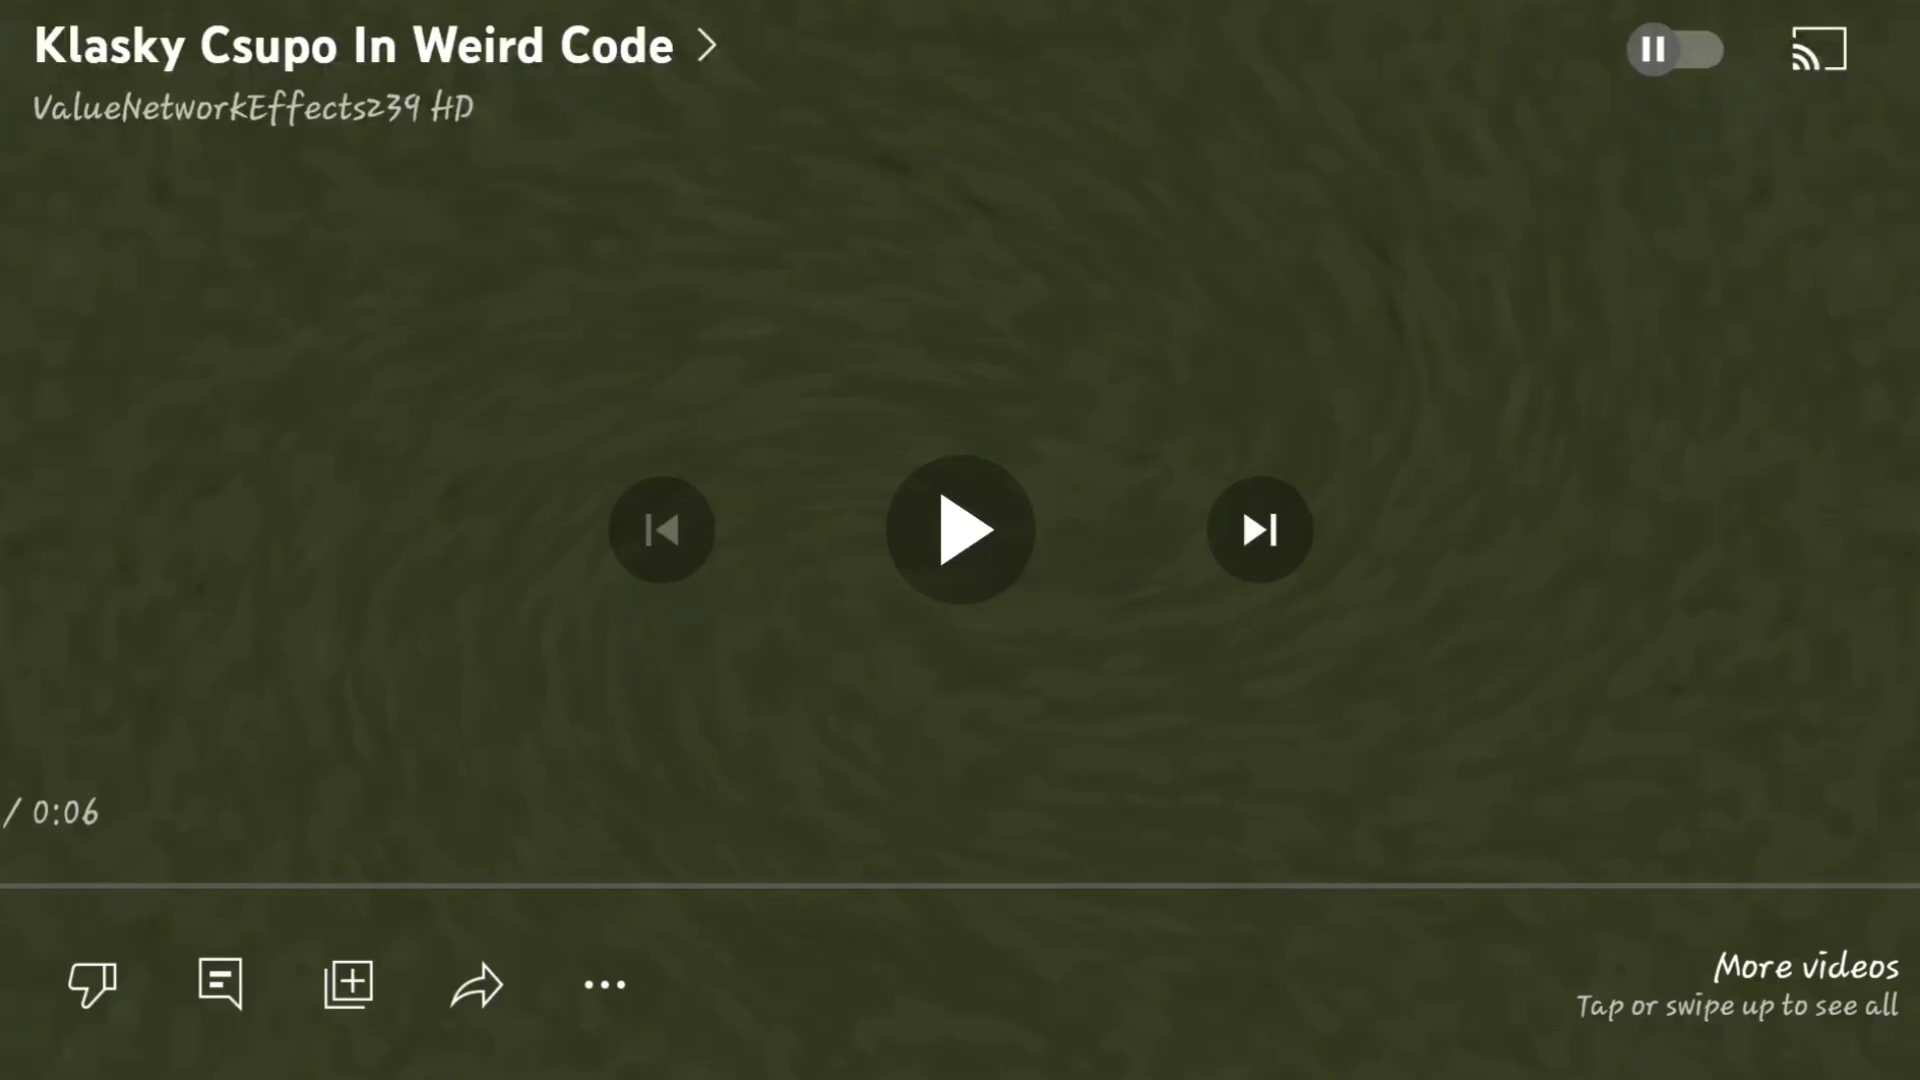 Klasky Csupo In Weird Code
ValueNetworkEffects239 HD
/ 0:06
More videos
Tap or swipe up to see all